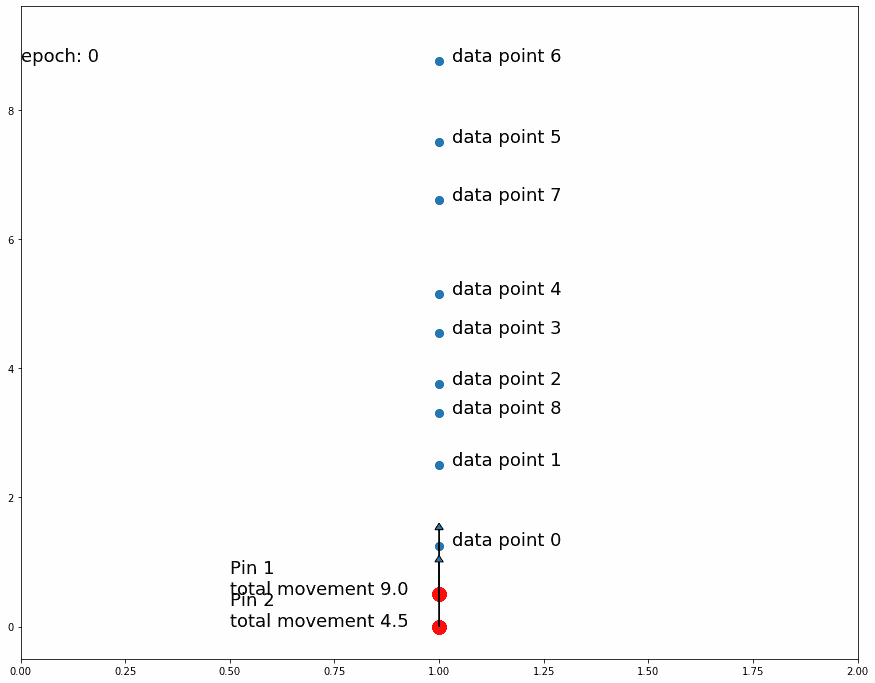 epoch: 0
data point 6
data point 5
data point 7
data point 4
data point 3
data point 2
data point 8
data point 1
data point 0
Pin 1
total movement 9.0
Pin 2
total movement 4.5
8
6
4
2
0
0.00 0.25 0.50 0.75 1.00 1.25 1.50 1.75 2.00